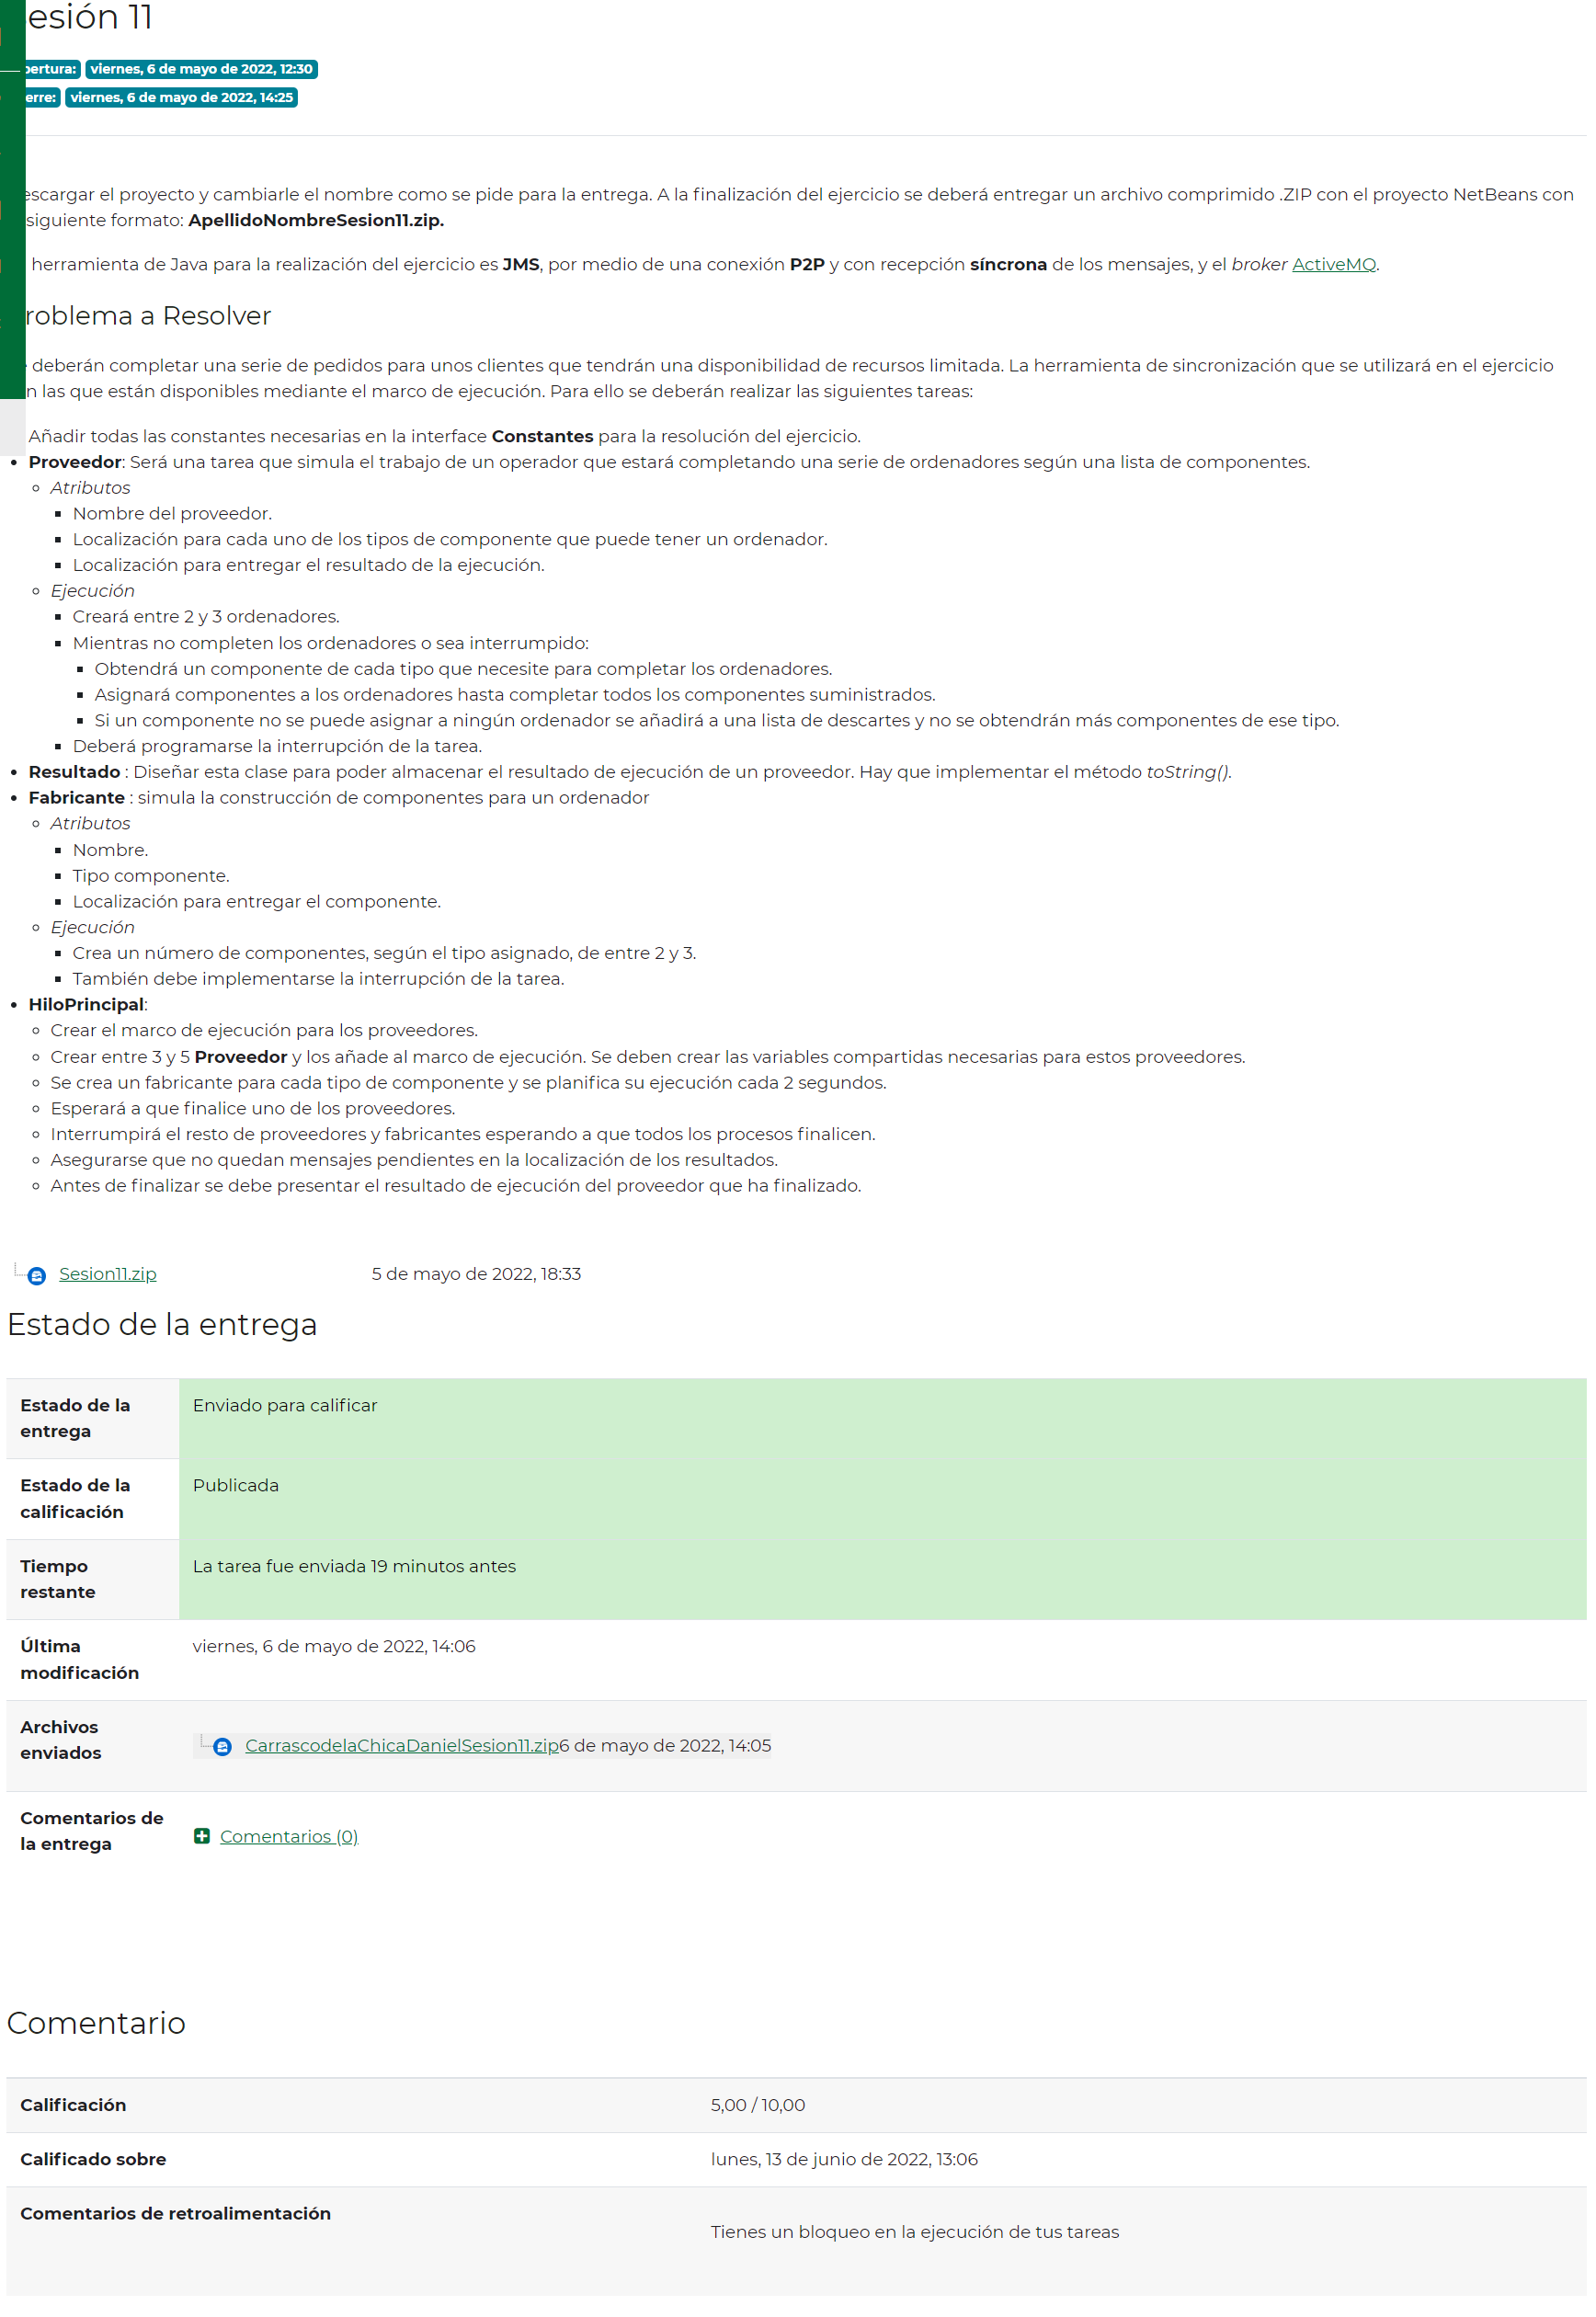 esión 11
ertura: viernes, 6 de mayo de 2022, 12:30
erre: viernes, 6 de mayo de 2022, 14:25
escargar el proyecto y cambiarle el nombre como se pide para la entrega. A la finalización del ejercicio se deberá entregar un archivo comprimido .ZIP con el proyecto NetBeans con
siguiente formato: ApellidoNombreSesion11.zip.
herramienta de Java para la realización del ejercicio es JMS, por medio de una conexión P2P y con recepción síncrona de los mensajes, y el broker ActiveMQ.
roblema a Resolver
deberán completar una serie de pedidos para unos clientes que tendrán una disponibilidad de recursos limitada. La herramienta de sincronización que se utilizará en el ejercicio
n las que están disponibles mediante el marco de ejecución. Para ello se deberán realizar las siguientes tareas:
Añadir todas las constantes necesarias en la interface Constantes para la resolución del ejercicio.
• Proveedor: Será una tarea que simula el trabajo de un operador que estará completando una serie de ordenadores según una lista de componentes.
◦ Atributos
▪ Nombre del proveedor.
▪ Localización para cada uno de los tipos de componente que puede tener un ordenador.
▪ Localización para entregar el resultado de la ejecución.
◦ Ejecución
▪ Creará entre 2 y 3 ordenadores.
▪ Mientras no completen los ordenadores o sea interrumpido:
▪ Obtendrá un componente de cada tipo que necesite para completar los ordenadores.
▪ Asignará componentes a los ordenadores hasta completar todos los componentes suministrados.
▪ Si un componente no se puede asignar a ningún ordenador se añadirá a una lista de descartes y no se obtendrán más componentes de ese tipo.
▪ Deberá programarse la interrupción de la tarea.
• Resultado : Diseñar esta clase para poder almacenar el resultado de ejecución de un proveedor. Hay que implementar el método toString().
• Fabricante : simula la construcción de componentes para un ordenador
◦ Atributos
▪ Nombre.
▪ Tipo componente.
▪ Localización para entregar el componente.
◦ Ejecución
▪ Crea un número de componentes, según el tipo asignado, de entre 2 y 3.
▪ También debe implementarse la interrupción de la tarea.
• HiloPrincipal:
◦ Crear el marco de ejecución para los proveedores.
◦ Crear entre 3 y 5 Proveedor y los añade al marco de ejecución. Se deben crear las variables compartidas necesarias para estos proveedores.
◦ Se crea un fabricante para cada tipo de componente y se planifica su ejecución cada 2 segundos.
◦ Esperará a que finalice uno de los proveedores.
◦ Interrumpirá el resto de proveedores y fabricantes esperando a que todos los procesos finalicen.
◦ Asegurarse que no quedan mensajes pendientes en la localización de los resultados.
◦ Antes de finalizar se debe presentar el resultado de ejecución del proveedor que ha finalizado.
Sesion11.zip 5 de mayo de 2022, 18:33
Estado de la entrega
Estado de la
entrega
Enviado para calificar
Estado de la
calificación
Publicada
Tiempo
restante
La tarea fue enviada 19 minutos antes
Última
modificación
viernes, 6 de mayo de 2022, 14:06
Archivos
enviados
CarrascodelaChicaDanielSesion11.zip6 de mayo de 2022, 14:05
Comentarios de
la entrega
Comentarios (0)
Comentario
Calificación 5,00 / 10,00
Calificado sobre lunes, 13 de junio de 2022, 13:06
Comentarios de retroalimentación
Tienes un bloqueo en la ejecución de tus tareas